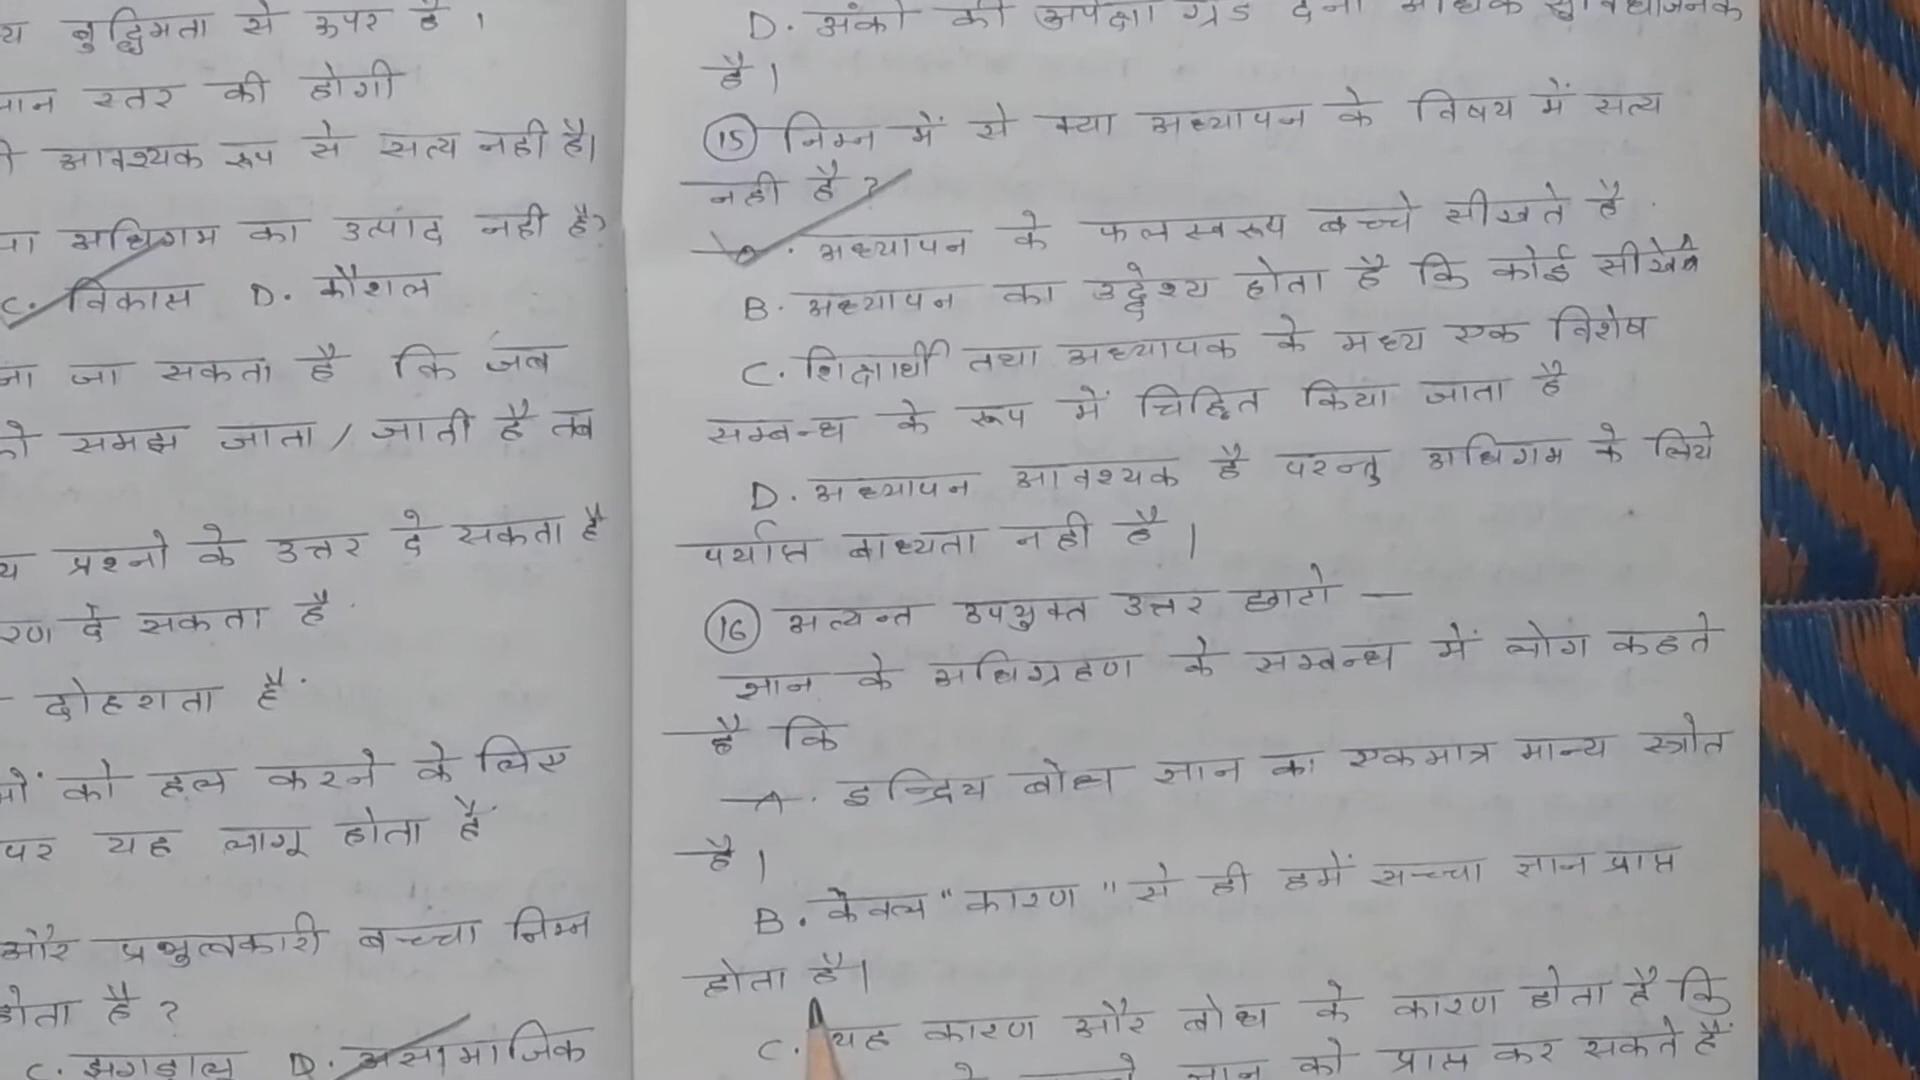 य बुद्धिमता से ऊपर है ।
मान स्तर की होगी
आवश्यक रूप से सत्य नही है।
अधिगम का उत्पाद नही है?
C. विकास D. कौशल
जा सकता है कि जब
समझ जाता / जाती है तब
य प्रश्नो के उत्तर दे सकता है
रण दे सकता है
- दोहराता है
को हल करने के लिए
पर यह लागू होता है
और प्रभुत्वकारी बच्चा निम्न
होता है ?
C. झगडालू D. असामाजिक
D. अंको की अपेक्षा ग्रेड देना अधिक सुविधाजनक
है।
15 निम्न में से क्या अध्यापन के विषय में सत्य
नही है ?
A. अध्यापन के फलस्वरूप बच्चे सीखते है
B. अध्यापन का उद्देश्य होता है कि कोई सीखे
C. शिक्षार्थी तथा अध्यापक के मध्य एक विशेष
सम्बन्ध के रूप में चिह्नित किया जाता है
D. अध्यापन आवश्यक है परन्तु अधिगम के लिये
पर्याप्त बाध्यता नही है ।
16 अत्यन्त उपयुक्त उत्तर छाटो —
ज्ञान के अधिग्रहण के सम्बन्ध में लोग कहते
है कि
A. इन्द्रिय बोध ज्ञान का एकमात्र मान्य स्त्रोत
है।
B. केवल "कारण" से ही हमें सच्चा ज्ञान प्राप्त
होता है।
C. यह कारण और बोध के कारण होता है कि
ज्ञान को प्राप्त कर सकते हैं